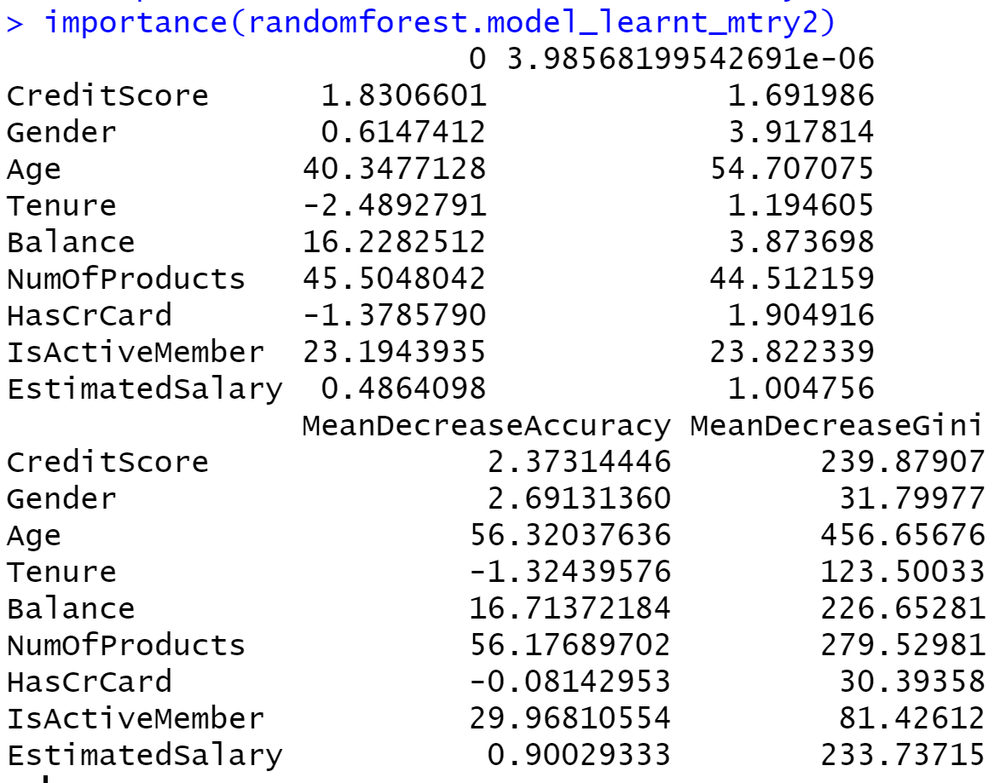 > importance(randomforest.model_learnt_mtry2)
0 3.98568199542691e-06
CreditScore 1.8306601 1.691986
Gender 0.6147412 3.917814
Age 40.3477128 54.707075
Tenure -2.4892791 1.194605
Balance 16.2282512 3.873698
NumOfProducts 45.5048042 44.512159
HasCrCard -1.3785790 1.904916
IsActiveMember 23.1943935 23.822339
EstimatedSalary 0.4864098 1.004756
MeanDecreaseAccuracy MeanDecreaseGini
CreditScore 2.37314446 239.87907
Gender 2.69131360 31.79977
Age 56.32037636 456.65676
Tenure -1.32439576 123.50033
Balance 16.71372184 226.65281
NumOfProducts 56.17689702 279.52981
HasCrCard -0.08142953 30.39358
IsActiveMember 29.96810554 81.42612
EstimatedSalary 0.90029333 233.73715